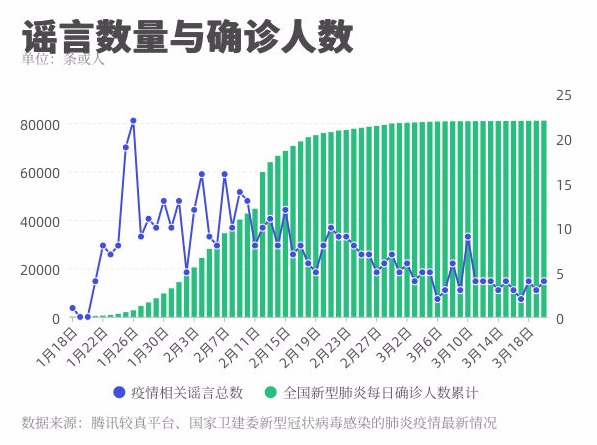 谣言数量与确诊人数
单位：条或人
25
80000
20
60000
15
40000
10
20000
5
0
0
1月18日
1月22日
1月26日
1月30日
2月3日
2月7日
2月11日
2月15日
2月19日
2月23日
2月27日
3月2日
3月6日
3月10日
3月14日
3月18日
疫情相关谣言总数
全国新型肺炎每日确诊人数累计
数据来源：腾讯较真平台、国家卫建委新型冠状病毒感染的肺炎疫情最新情况